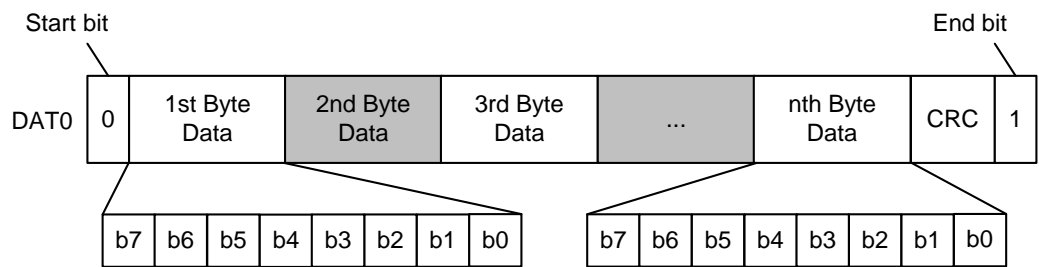 Start bit
End bit
DAT0
0
1st Byte
Data
2nd Byte
Data
3rd Byte
Data
...
nth Byte
Data
CRC
1
b7 b6 b5 b4 b3 b2 b1 b0
b7 b6 b5 b4 b3 b2 b1 b0